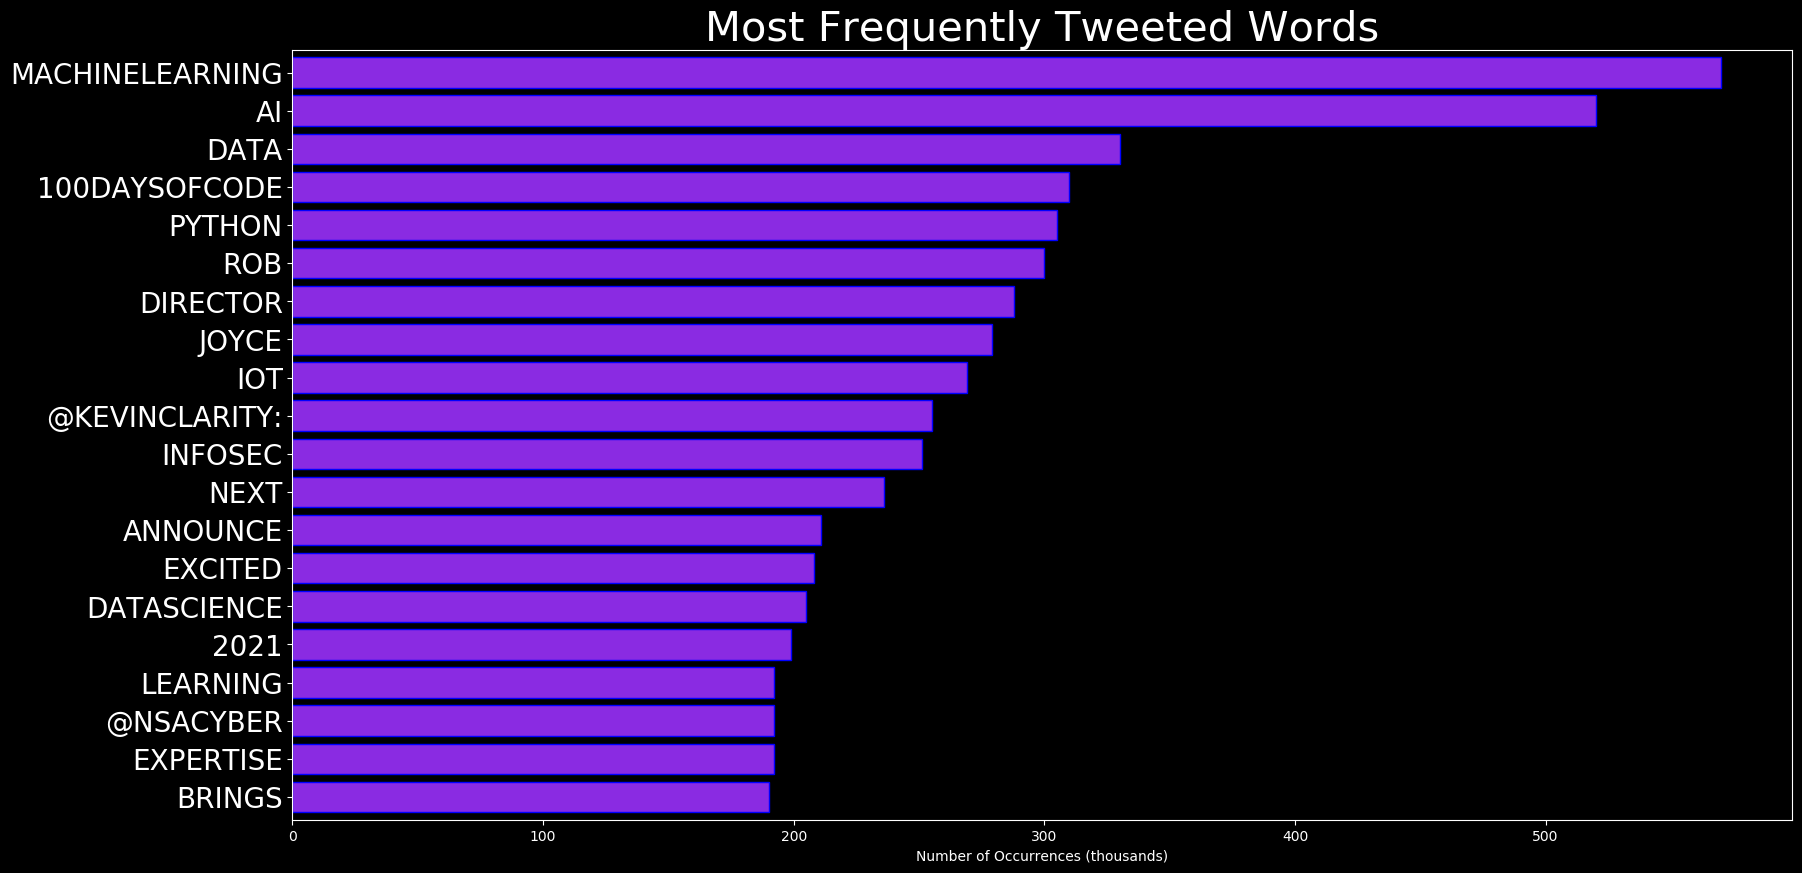 Most Frequently Tweeted Words
MACHINELEARNING
AI
DATA
100DAYSOFCODE
PYTHON
ROB
DIRECTOR
JOYCE
IOT
@KEVINCLARITY:
INFOSEC
NEXT
ANNOUNCE
EXCITED
DATASCIENCE
2021
LEARNING
@NSACYBER
EXPERTISE
BRINGS
0 100 200 300 400 500
Number of Occurrences (thousands)